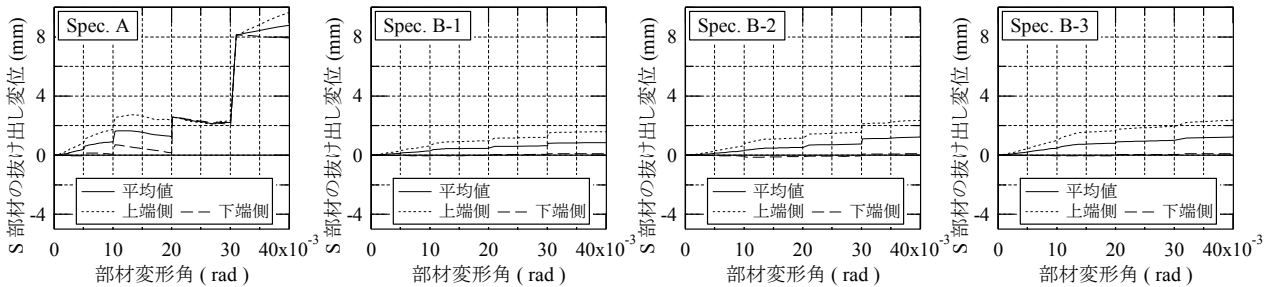 Spec. A
S 部材の抜け出し変位 (mm)
8
4
0
-4
平均値
上端側
下端側
0 10 20 30 40x10-3
部材変形角 ( rad )
Spec. B-1
S 部材の抜け出し変位 (mm)
8
4
0
-4
平均値
上端側
下端側
0 10 20 30 40x10-3
部材変形角 ( rad )
Spec. B-2
S 部材の抜け出し変位 (mm)
8
4
0
-4
平均値
上端側
下端側
0 10 20 30 40x10-3
部材変形角 ( rad )
Spec. B-3
S 部材の抜け出し変位 (mm)
8
4
0
-4
平均値
上端側
下端側
0 10 20 30 40x10-3
部材変形角 ( rad )